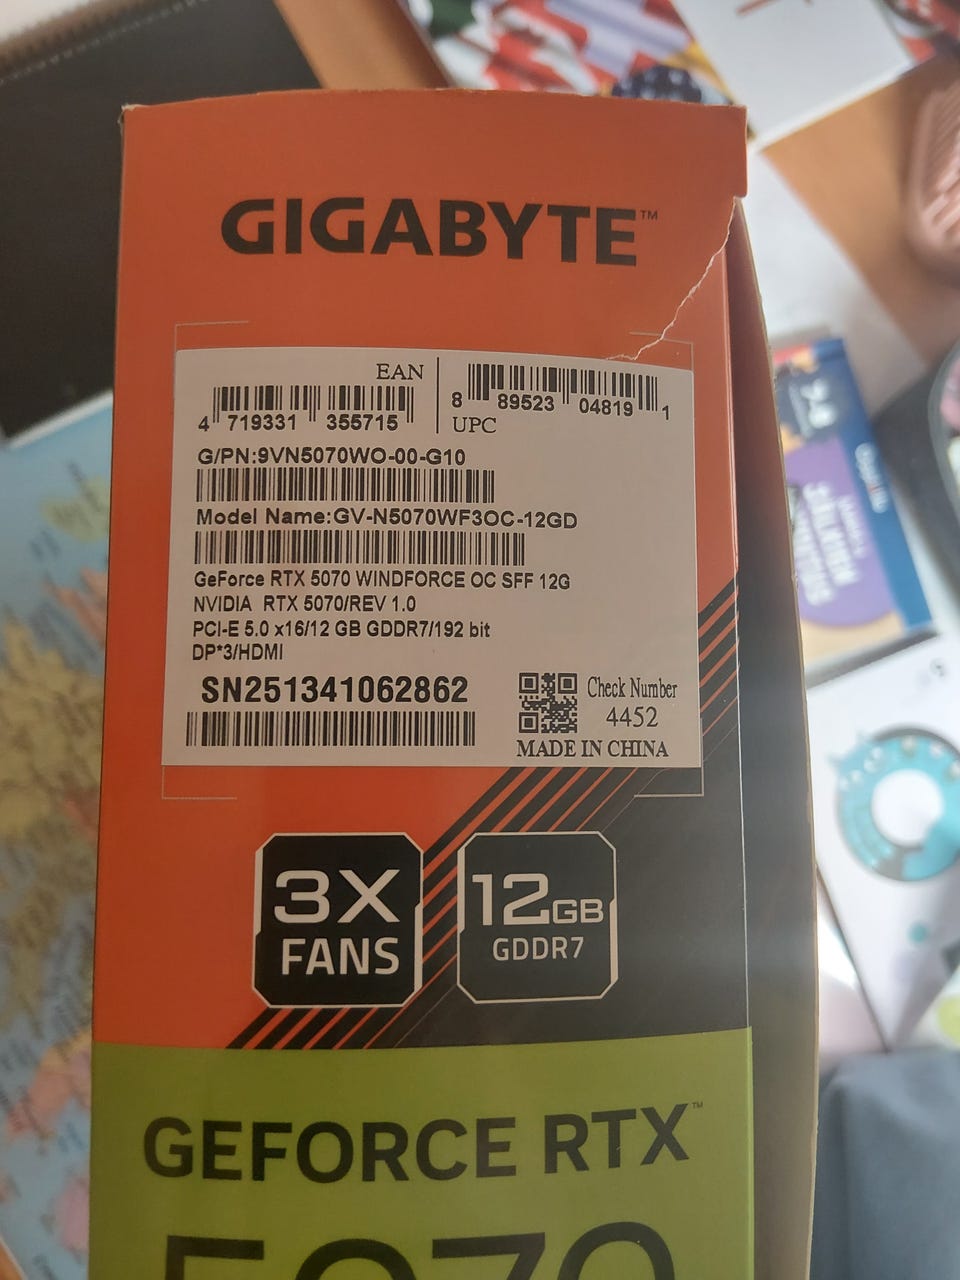 GIGABYTE™
EAN
4 719331 355715
8 89523 04819 1
UPC
G/PN:9VN5070WO-00-G10
Model Name:GV-N5070WF3OC-12GD
GeForce RTX 5070 WINDFORCE OC SFF 12G
NVIDIA RTX 5070/REV 1.0
PCI-E 5.0 x16/12 GB GDDR7/192 bit
DP*3/HDMI
SN251341062862
Check Number
4452
MADE IN CHINA
3X
FANS
12GB
GDDR7
GEFORCE RTX™
5070